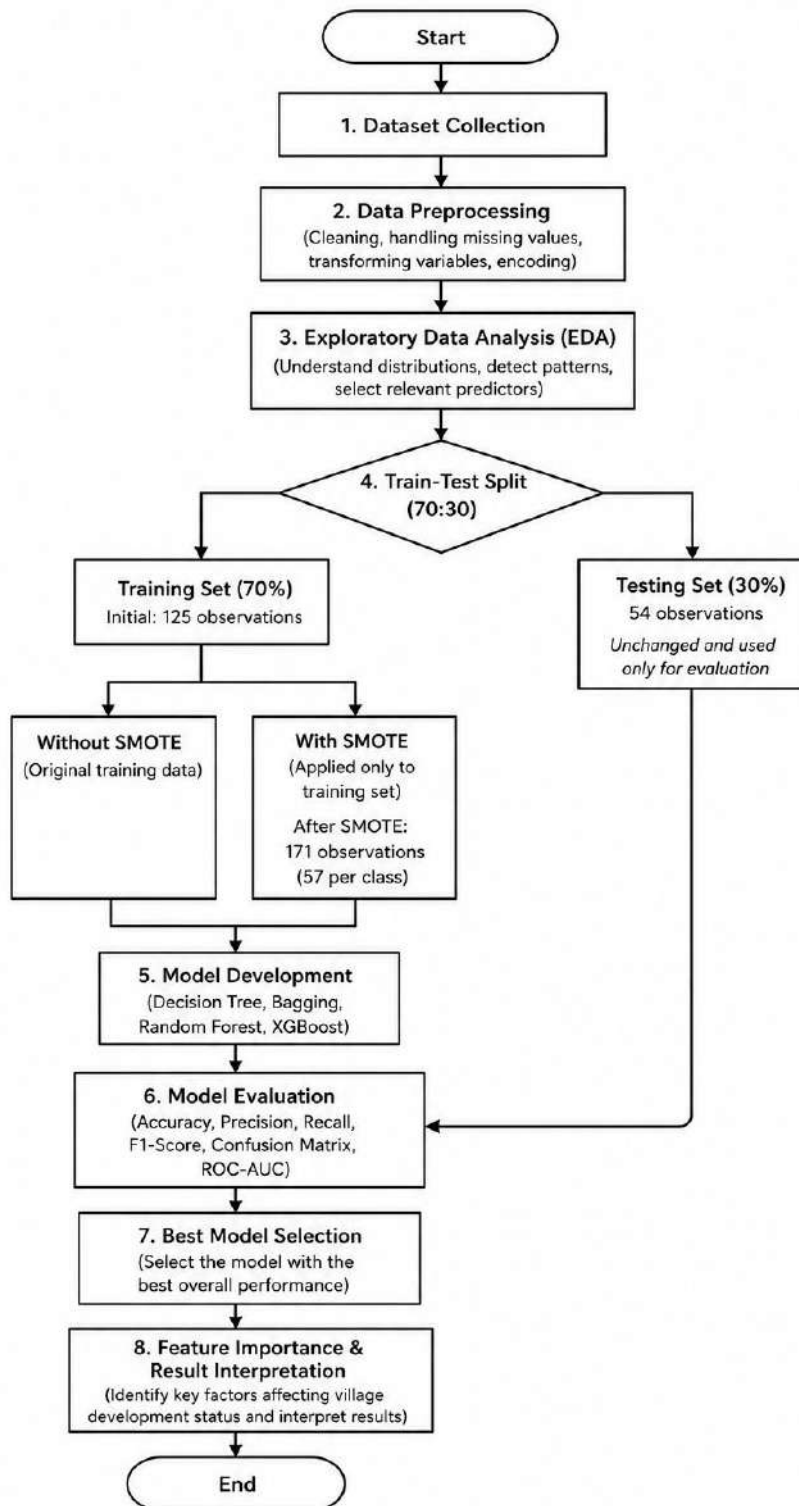 Start
1. Dataset Collection
2. Data Preprocessing
(Cleaning, handling missing values,
transforming variables, encoding)
3. Exploratory Data Analysis (EDA)
(Understand distributions, detect patterns,
select relevant predictors)
4. Train-Test Split
(70:30)
Training Set (70%)
Initial: 125 observations
Testing Set (30%)
54 observations
Unchanged and used
only for evaluation
Without SMOTE
(Original training data)
With SMOTE
(Applied only to
training set)
After SMOTE:
171 observations
(57 per class)
5. Model Development
(Decision Tree, Bagging,
Random Forest, XGBoost)
6. Model Evaluation
(Accuracy, Precision, Recall,
F1-Score, Confusion Matrix,
ROC-AUC)
7. Best Model Selection
(Select the model with the
best overall performance)
8. Feature Importance &
Result Interpretation
(Identify key factors affecting village
development status and interpret results)
End